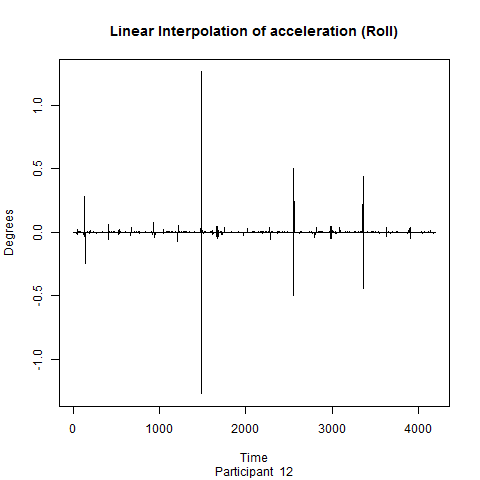 Linear Interpolation of acceleration (Roll)
1.0
0.5
0.0
-0.5
-1.0
Degrees
0 1000 2000 3000 4000
Time
Participant 12